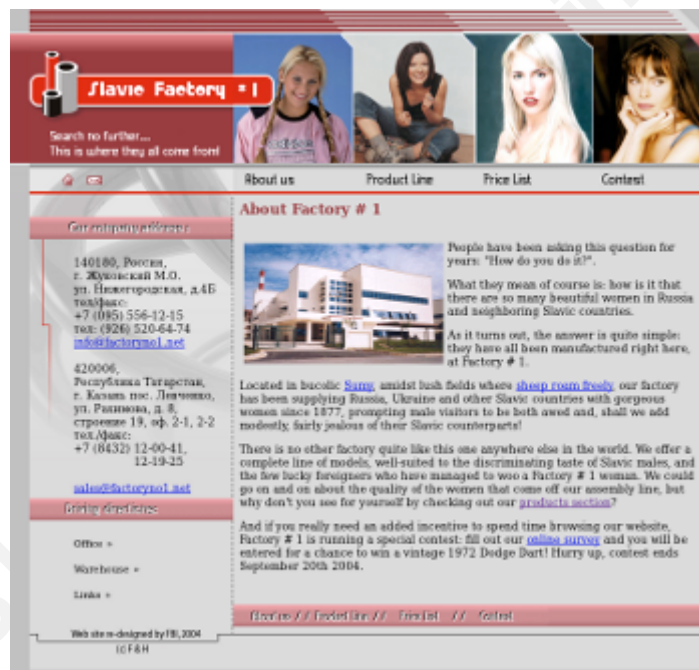 Slavic Factory # 1
Search no further...
This is where they all come from!
About us
Product Line
Price List
Contest
Our company address:
140180, Россия,
г. Жуковский М.О.
ул. Нижегородская, д.4Б
тел/факс:
+7 (095) 556-12-15
тел: (926) 520-64-74
info@factoryno1.net
420006,
Республика Татарстан,
г. Казань пос. Левченко,
ул. Рахимова, д. 8,
строение 19, оф. 2-1, 2-2
тел./факс:
+7 (8432) 12-00-41,
12-19-25
sales@factoryno1.net
Driving directions:
Office »
Warehouse »
Links »
Web site re-designed by FBI, 2004
(c) F & H
About Factory # 1
People have been asking this question for
years: "How do you do it?".
What they mean of course is: how is it that
there are so many beautiful women in Russia
and neighboring Slavic countries.
As it turns out, the answer is quite simple:
they have all been manufactured right here,
at Factory # 1.
Located in bucolic Sumy, amidst lush fields where sheep roam freely, our factory
has been supplying Russia, Ukraine and other Slavic countries with gorgeous
women since 1877, prompting male visitors to be both awed and, shall we add
modestly, fairly jealous of their Slavic counterparts!
There is no other factory quite like this one anywhere else in the world. We offer a
complete line of models, well-suited to the discriminating taste of Slavic males, and
the few lucky foreigners who have managed to woo a Factory # 1 woman. We could
go on and on about the quality of the women that come off our assembly line, but
why don't you see for yourself by checking out our products section?
And if you really need an added incentive to spend time browsing our website,
Factory # 1 is running a special contest: fill out our online survey and you will be
entered for a chance to win a vintage 1972 Dodge Dart! Hurry up, contest ends
September 20th 2004.
About us // Product Line // Price List // Contest